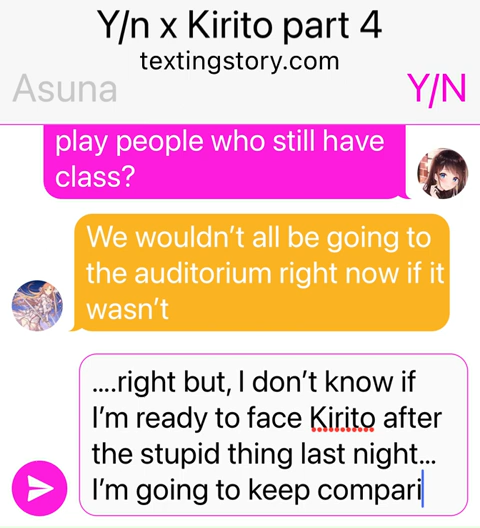 Y/n x Kirito part 4
textingstory.com
Asuna
Y/N
play people who still have
class?
We wouldn't all be going to
the auditorium right now if it
wasn't
....right but, I don't know if
I'm ready to face Kirito after
the stupid thing last night...
I'm going to keep compari